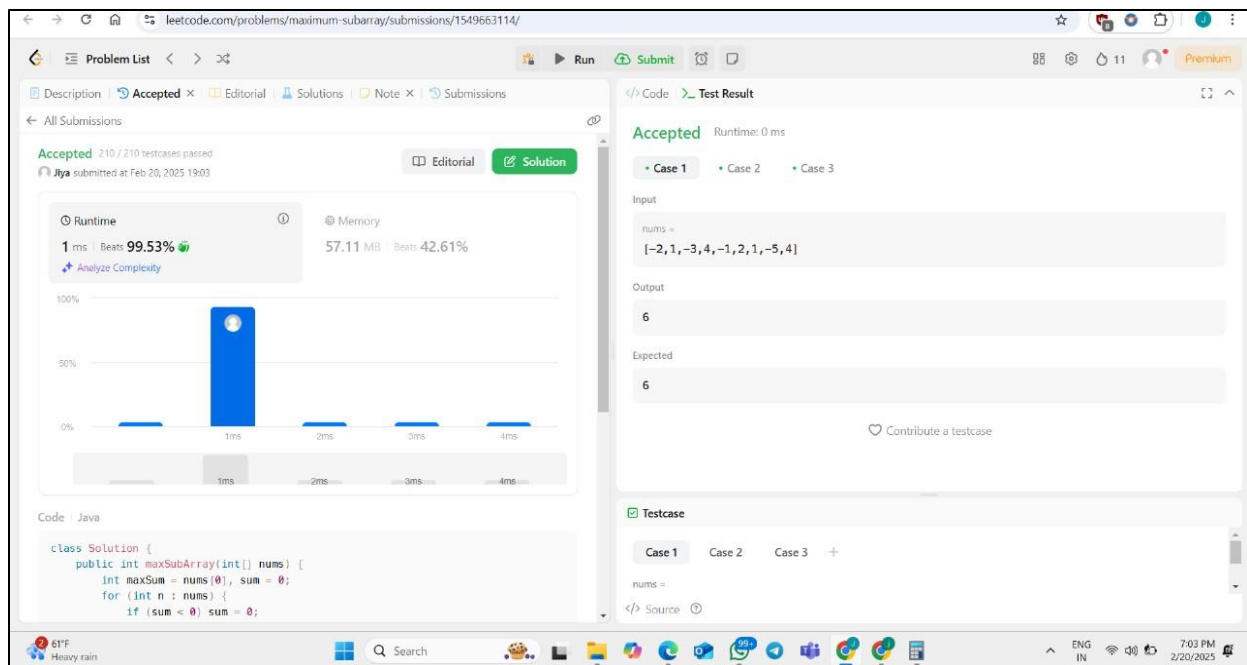 leetcode.com/problems/maximum-subarray/submissions/1549663114/
Problem List
Run
Submit
11
Premium
Description
Accepted
Editorial
Solutions
Note
Submissions
All Submissions
Accepted 210 / 210 testcases passed
Jiya submitted at Feb 20, 2025 19:03
Editorial
Solution
Runtime
1 ms Beats 99.53%
Analyze Complexity
Memory
57.11 MB Beats 42.61%
100%
50%
0%
1ms 2ms 3ms 4ms
1ms 2ms 3ms 4ms
Code Java
class Solution {
public int maxSubArray(int[] nums) {
int maxSum = nums[0], sum = 0;
for (int n : nums) {
if (sum < 0) sum = 0;
</> Code
>_ Test Result
Accepted Runtime: 0 ms
• Case 1 • Case 2 • Case 3
Input
nums =
[-2,1,-3,4,-1,2,1,-5,4]
Output
6
Expected
6
Contribute a testcase
Testcase
Case 1 Case 2 Case 3 +
nums =
</> Source
2
61°F
Heavy rain
Search
99+
ENG
IN
7:03 PM
2/20/2025